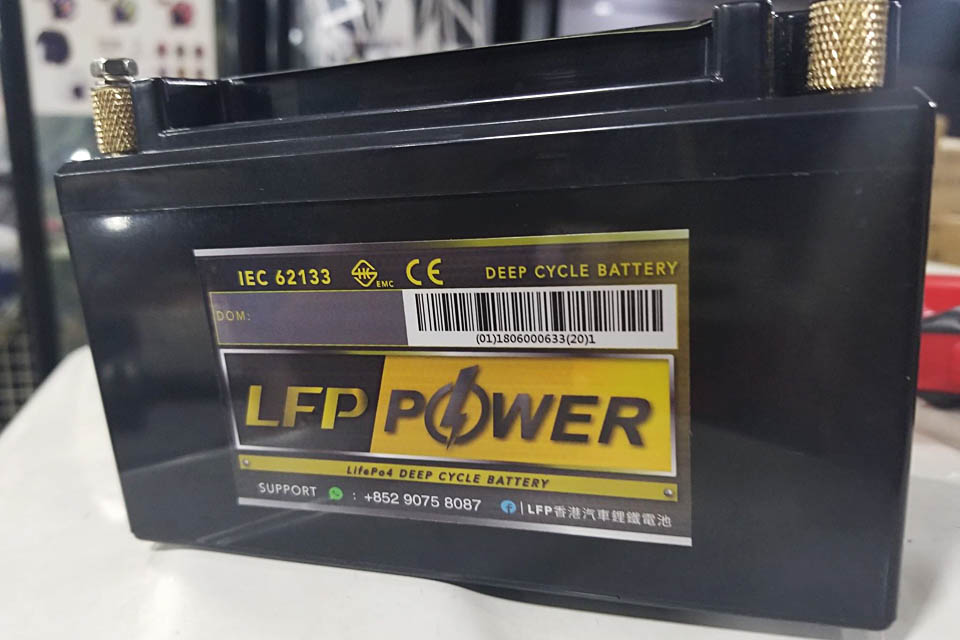 IEC 62133 EMC CE DEEP CYCLE BATTERY
DOM:
(01)1806000633(20)1
LFP POWER
LifePo4 DEEP CYCLE BATTERY
SUPPORT : +852 9075 8087 | LFP香港汽車鋰鐵電池